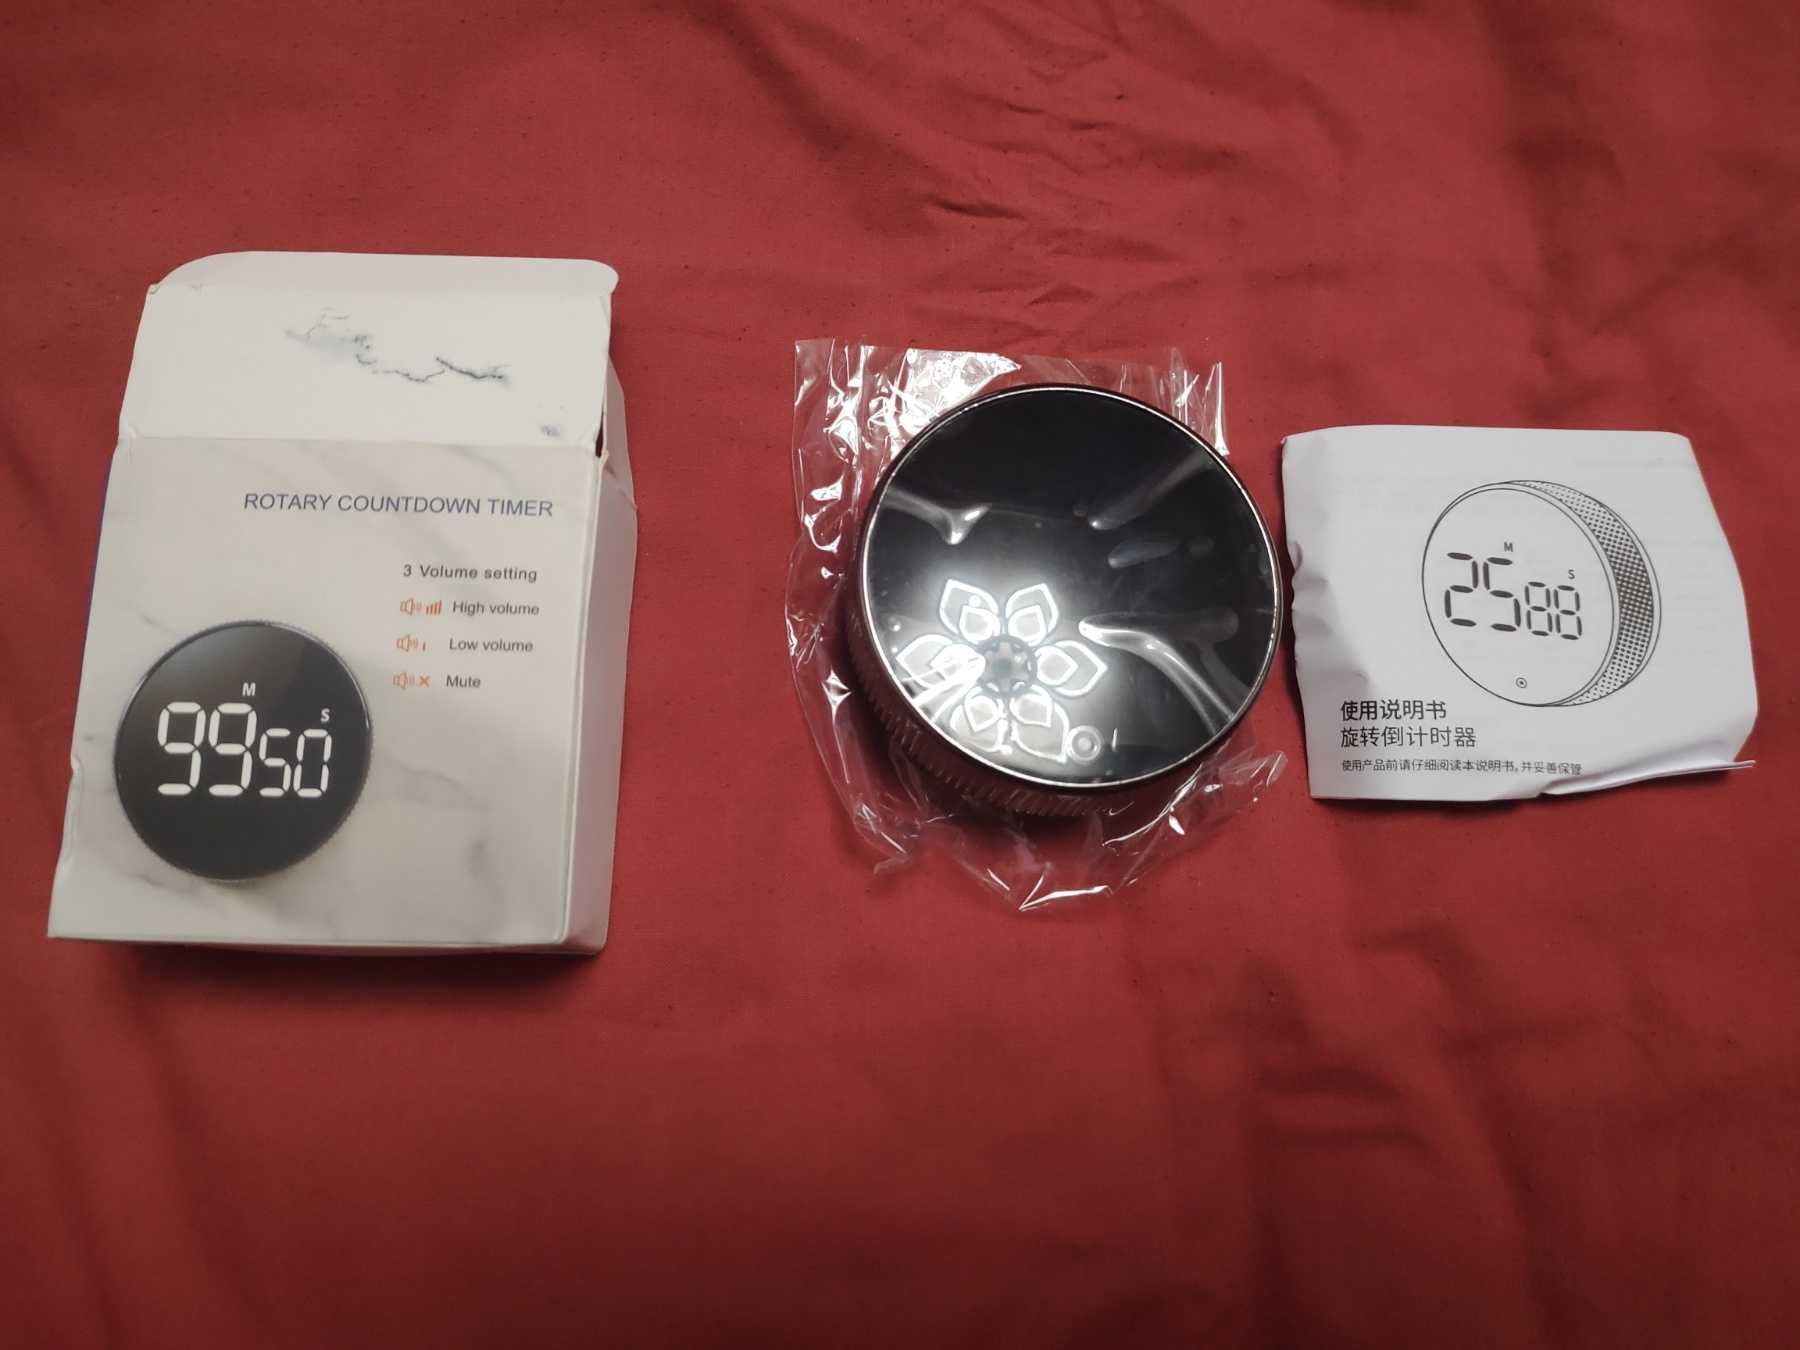 ROTARY COUNTDOWN TIMER
3 Volume setting
High volume
Low volume
Mute
M
S
9950
M
S
2588
使用说明书
旋转倒计时器
使用产品前请仔细阅读本说明书,并妥善保管